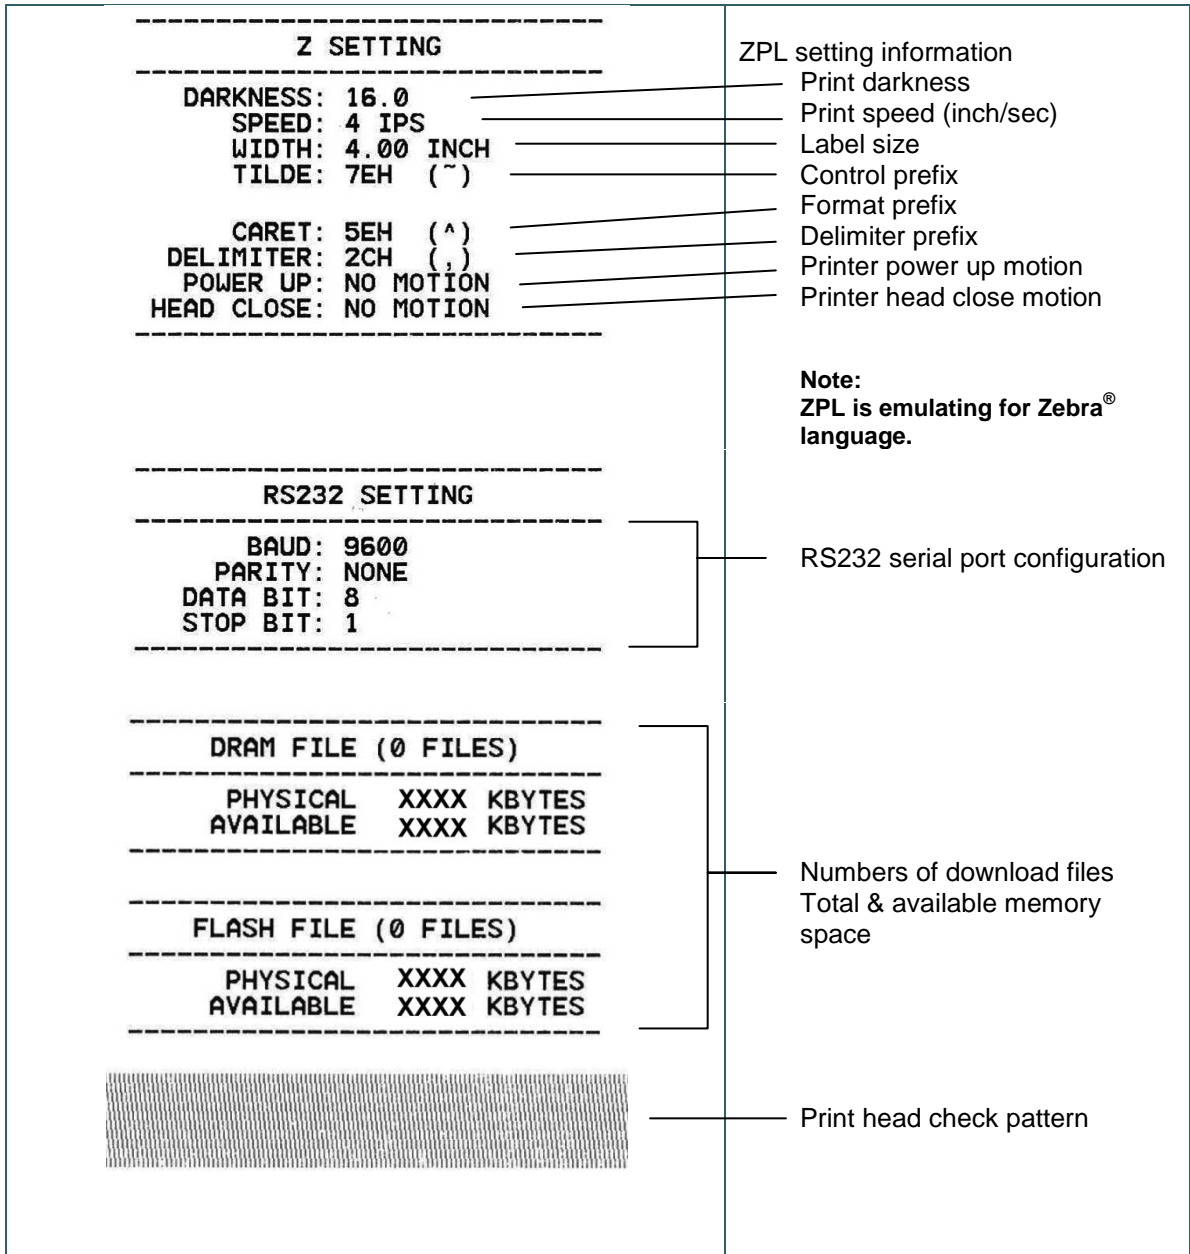 Z SETTING
DARKNESS: 16.0
SPEED: 4 IPS
WIDTH: 4.00 INCH
TILDE: 7EH (~)
CARET: 5EH (^)
DELIMITER: 2CH (,)
POWER UP: NO MOTION
HEAD CLOSE: NO MOTION
ZPL setting information
Print darkness
Print speed (inch/sec)
Label size
Control prefix
Format prefix
Delimiter prefix
Printer power up motion
Printer head close motion
Note:
ZPL is emulating for Zebra®
language.
RS232 SETTING
BAUD: 9600
PARITY: NONE
DATA BIT: 8
STOP BIT: 1
RS232 serial port configuration
DRAM FILE (0 FILES)
PHYSICAL XXXX KBYTES
AVAILABLE XXXX KBYTES
FLASH FILE (0 FILES)
PHYSICAL XXXX KBYTES
AVAILABLE XXXX KBYTES
Numbers of download files
Total & available memory
space
Print head check pattern